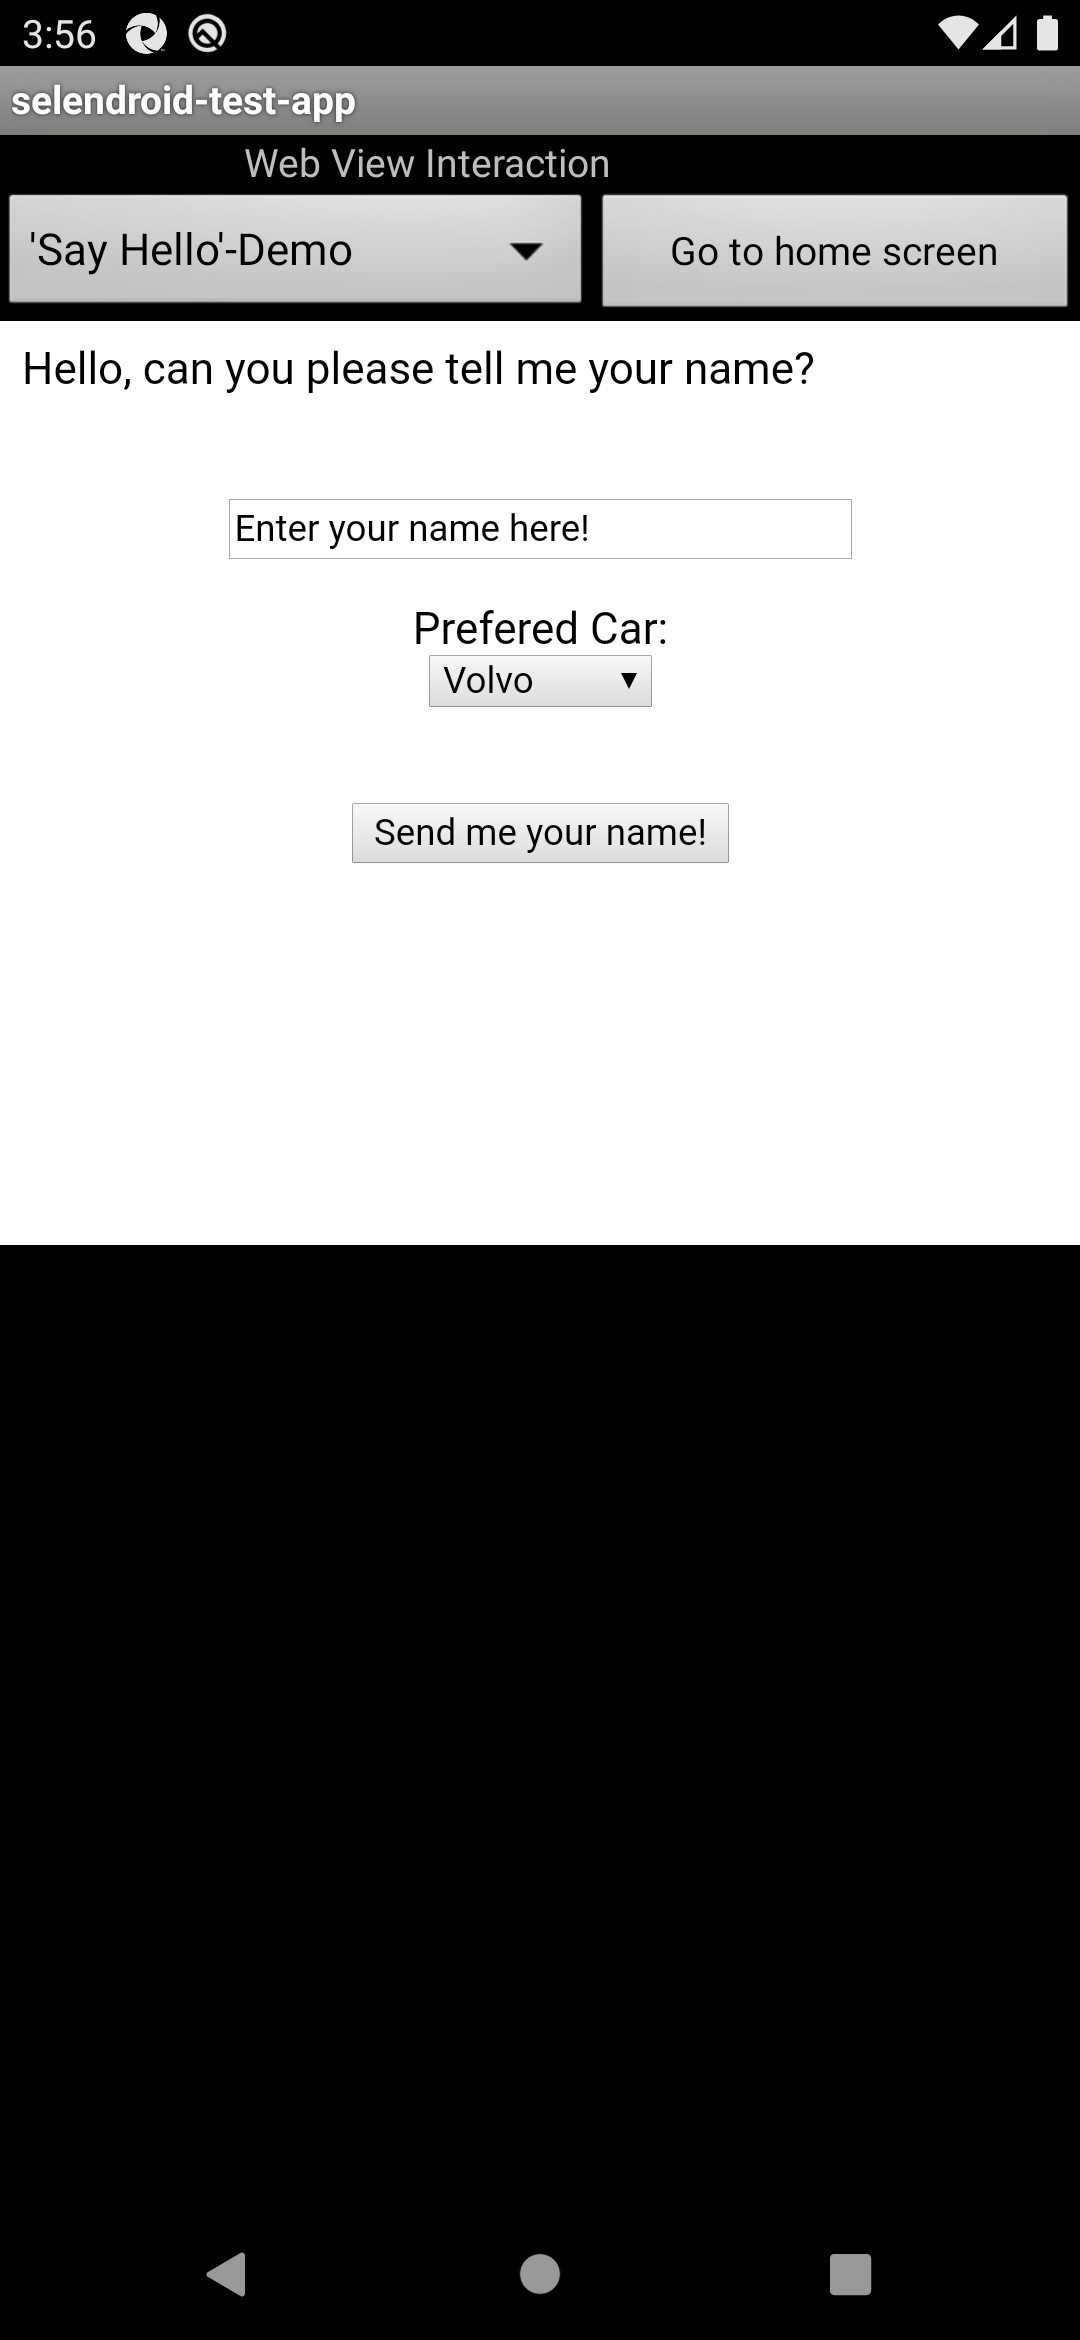 3:56
selendroid-test-app
Web View Interaction
'Say Hello'-Demo
Go to home screen
Hello, can you please tell me your name?
Enter your name here!
Prefered Car:
Volvo
Send me your name!